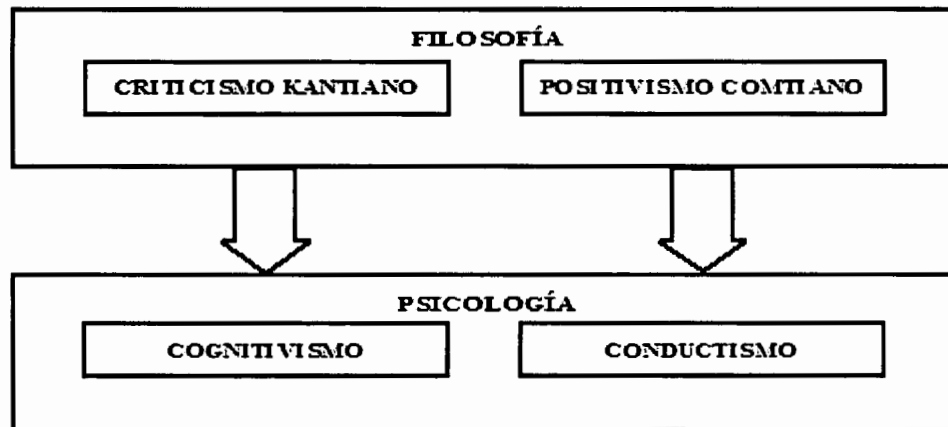 FILOSOFÍA
CRITICISMO KANTIANO
POSITIVISMO COMTIANO
PSICOLOGÍA
COGNITIVISMO
CONDUCTISMO